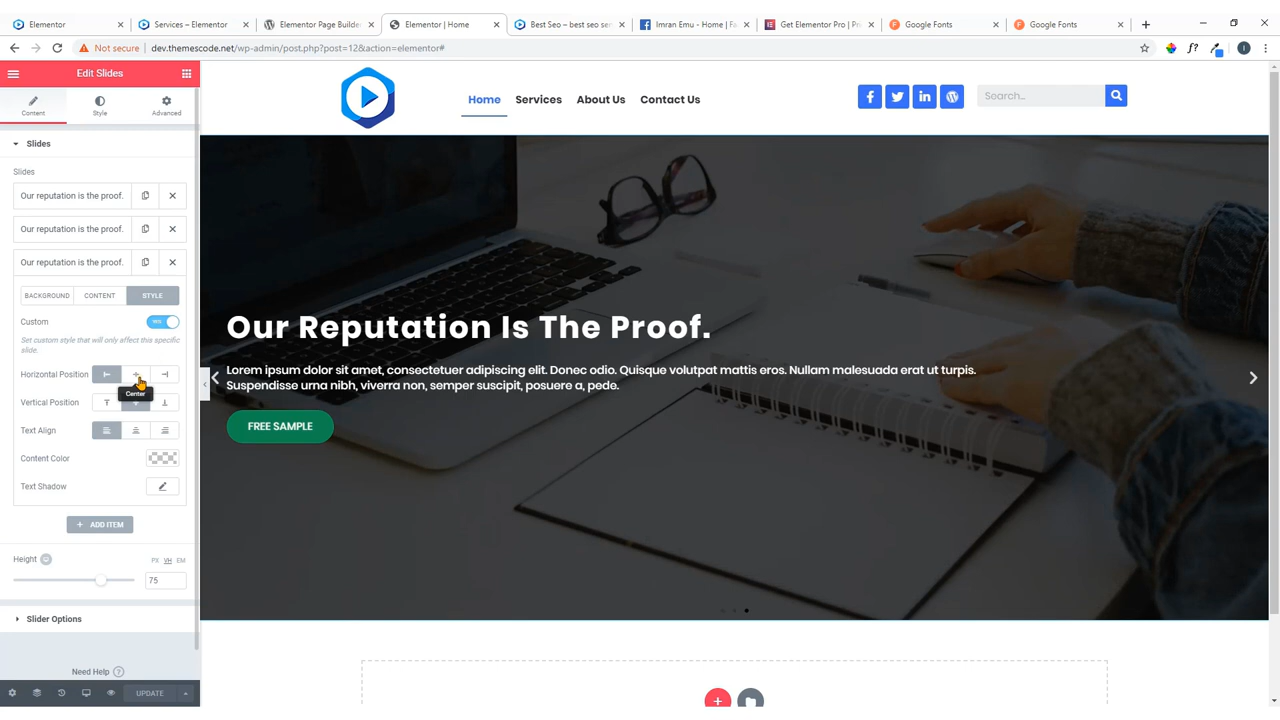 Elementor
Services – Elementor
Elementor Page Builder
Elementor | Home
Best Seo – best seo ser
Imran Emu - Home | Fa
Get Elementor Pro | Pri
Google Fonts
Google Fonts
Not secure
dev.themescode.net/wp-admin/post.php?post=12&action=elementor#
Edit Slides
Content
Style
Advanced
Slides
Slides
Our reputation is the proof.
Our reputation is the proof.
Our reputation is the proof.
BACKGROUND
CONTENT
STYLE
Custom
YES
Set custom style that will only affect this specific
slide.
Horizontal Position
Center
Vertical Position
Text Align
Content Color
Text Shadow
ADD ITEM
Height
PX VH EM
75
Slider Options
Need Help
UPDATE
Home
Services
About Us
Contact Us
Search...
Our Reputation Is The Proof.
Lorem ipsum dolor sit amet, consectetuer adipiscing elit. Donec odio. Quisque volutpat mattis eros. Nullam malesuada erat ut turpis.
Suspendisse urna nibh, viverra non, semper suscipit, posuere a, pede.
FREE SAMPLE